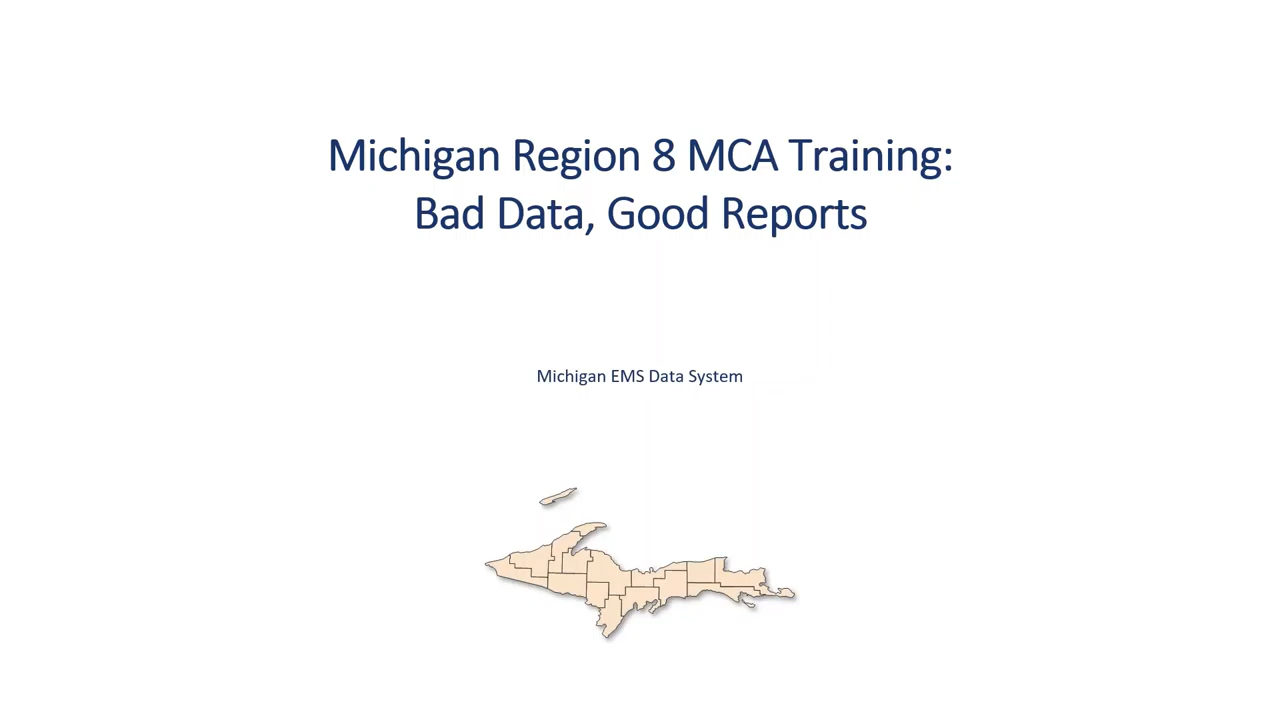 Michigan Region 8 MCA Training:
Bad Data, Good Reports
Michigan EMS Data System